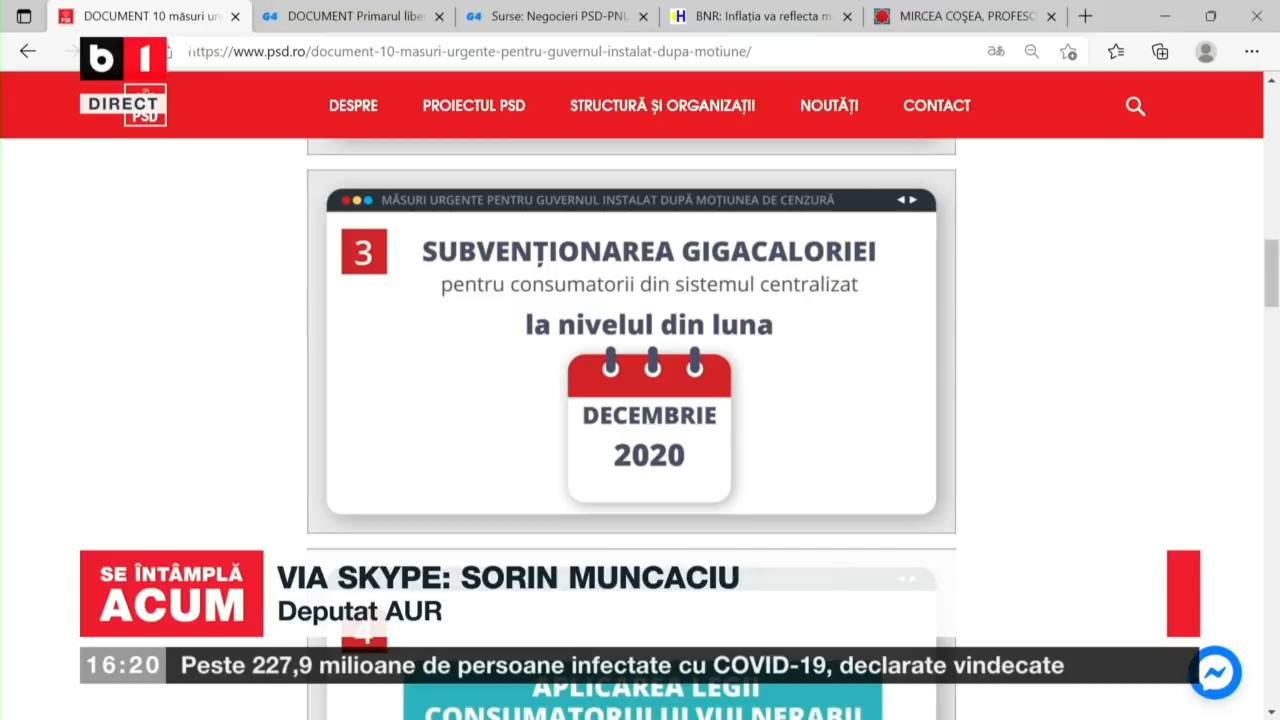 DOCUMENT 10 măsuri ur
DOCUMENT Primarul libe
Surse: Negocieri PSD-PNL
BNR: Inflația va reflecta m
MIRCEA COȘEA, PROFESO
https://www.psd.ro/document-10-masuri-urgente-pentru-guvernul-instalat-dupa-motiune/
b1
DIRECT
PSD
DESPRE PROIECTUL PSD STRUCTURĂ ȘI ORGANIZAȚII NOUTĂȚI CONTACT
MĂSURI URGENTE PENTRU GUVERNUL INSTALAT DUPĂ MOȚIUNEA DE CENZURĂ
3
SUBVENȚIONAREA GIGACALORIEI
pentru consumatorii din sistemul centralizat
la nivelul din luna
DECEMBRIE
2020
SE ÎNTÂMPLĂ
ACUM
VIA SKYPE: SORIN MUNCACIU
Deputat AUR
4
16:20 Peste 227,9 milioane de persoane infectate cu COVID-19, declarate vindecate
APLICAREA LEGII
CONSUMATORULUI VULNERABIL